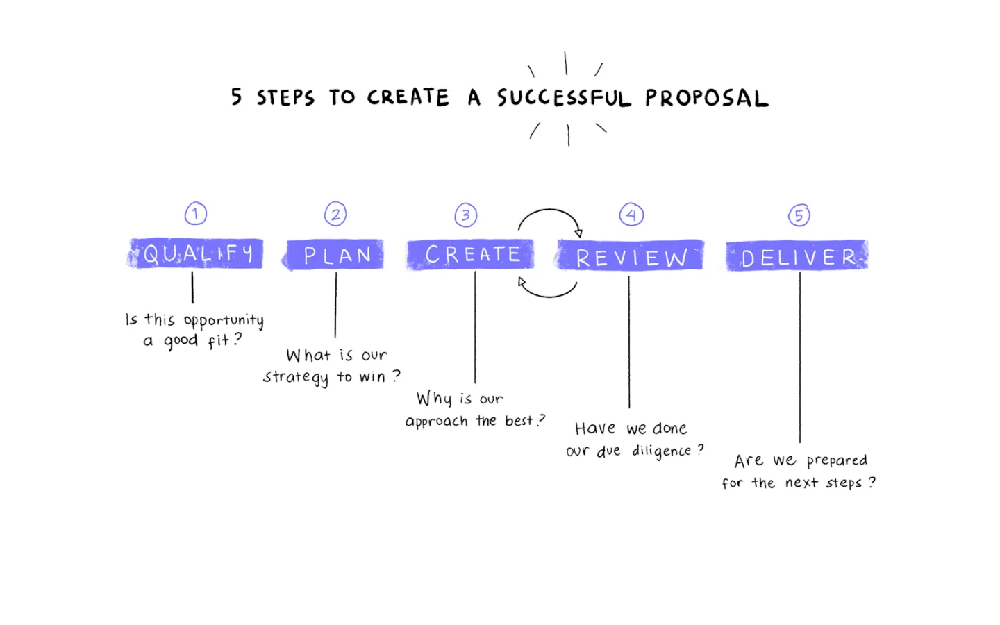 5 STEPS TO CREATE A SUCCESSFUL PROPOSAL
1
QUALIFY
Is this opportunity
a good fit?
2
PLAN
What is our
strategy to win?
3
CREATE
Why is our
approach the best?
4
REVIEW
Have we done
our due diligence?
5
DELIVER
Are we prepared
for the next steps?